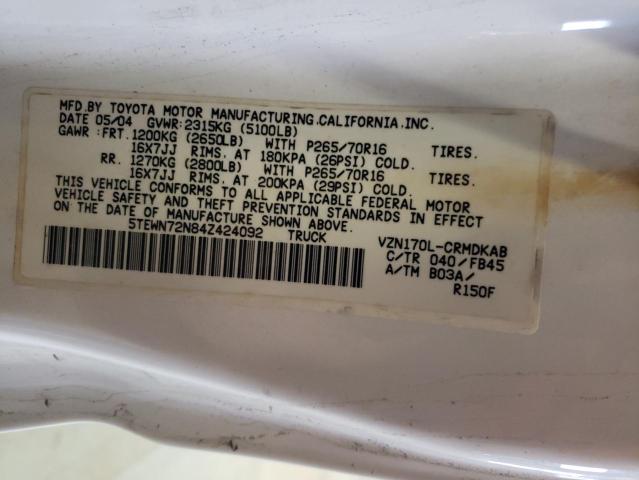 MFD.BY TOYOTA MOTOR MANUFACTURING.CALIFORNIA.INC.
DATE 05/04 GVWR:2315KG (5100LB)
GAWR :FRT.1200KG (2650LB) WITH P265/70R16 TIRES.
16X7JJ RIMS. AT 180KPA (26PSI) COLD.
RR. 1270KG (2800LB) WITH P265/70R16 TIRES.
16X7JJ RIMS. AT 200KPA (29PSI) COLD.
THIS VEHICLE CONFORMS TO ALL APPLICABLE FEDERAL MOTOR
VEHICLE SAFETY AND THEFT PREVENTION STANDARDS IN EFFECT
ON THE DATE OF MANUFACTURE SHOWN ABOVE.
5TEWN72N84Z424092 TRUCK VZN170L-CRMDKAB
C/TR 040/FB45
A/TM B03A/
R150F